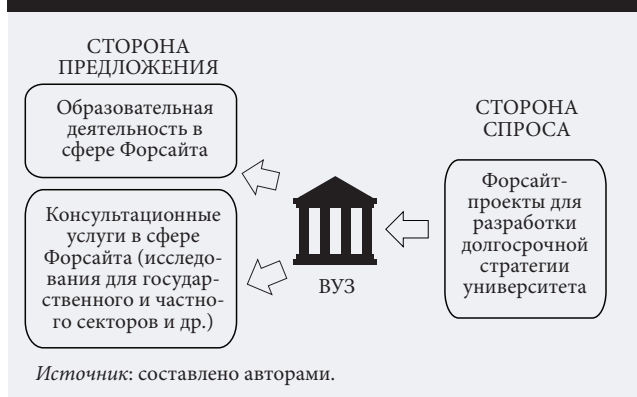 СТОРОНА
ПРЕДЛОЖЕНИЯ
Образовательная
деятельность в
сфере Форсайта
Консультационные
услуги в сфере
Форсайта (исследо-
вания для государ-
ственного и частно-
го секторов и др.)
ВУЗ
СТОРОНА
СПРОСА
Форсайт-
проекты для
разработки
долгосрочной
стратегии
университета
Источник: составлено авторами.